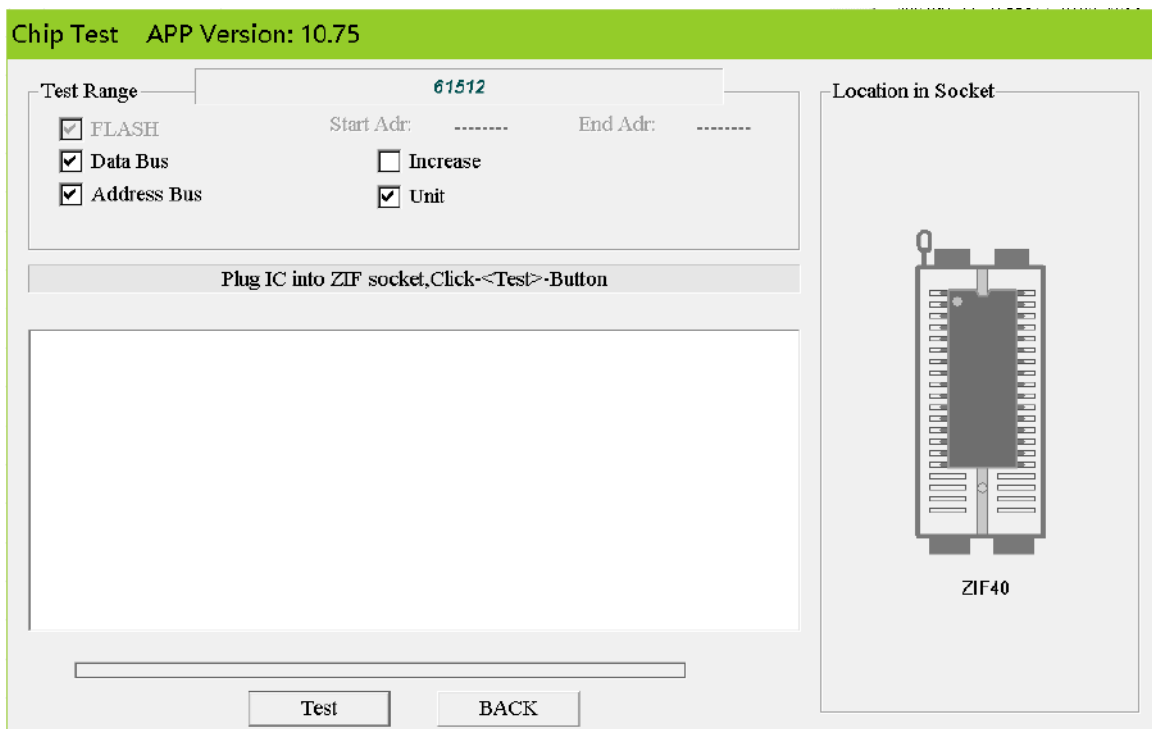 Chip Test APP Version: 10.75
61512
Test Range
Location in Socket
FLASH Start Adr: -------- End Adr: --------
Data Bus Increase
Address Bus Unit
Plug IC into ZIF socket,Click-<Test>-Button
ZIF40
Test BACK